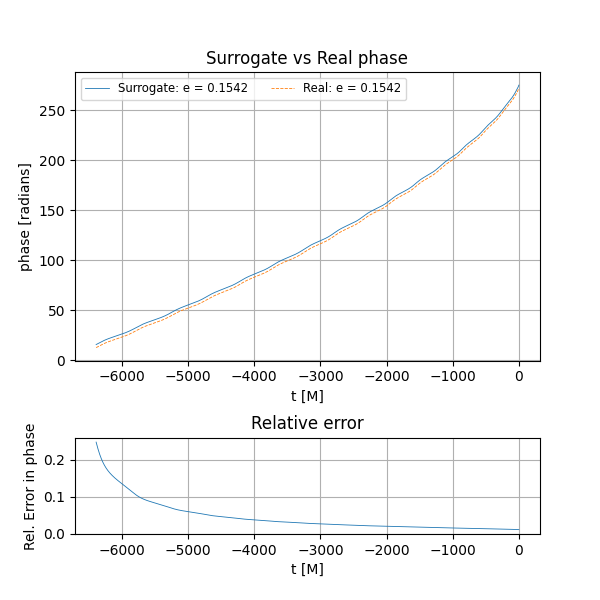 Surrogate vs Real phase
Surrogate: e = 0.1542
Real: e = 0.1542
phase [radians]
250
200
150
100
50
0
−6000 −5000 −4000 −3000 −2000 −1000 0
t [M]
Relative error
Rel. Error in phase
0.2
0.1
0.0
−6000 −5000 −4000 −3000 −2000 −1000 0
t [M]